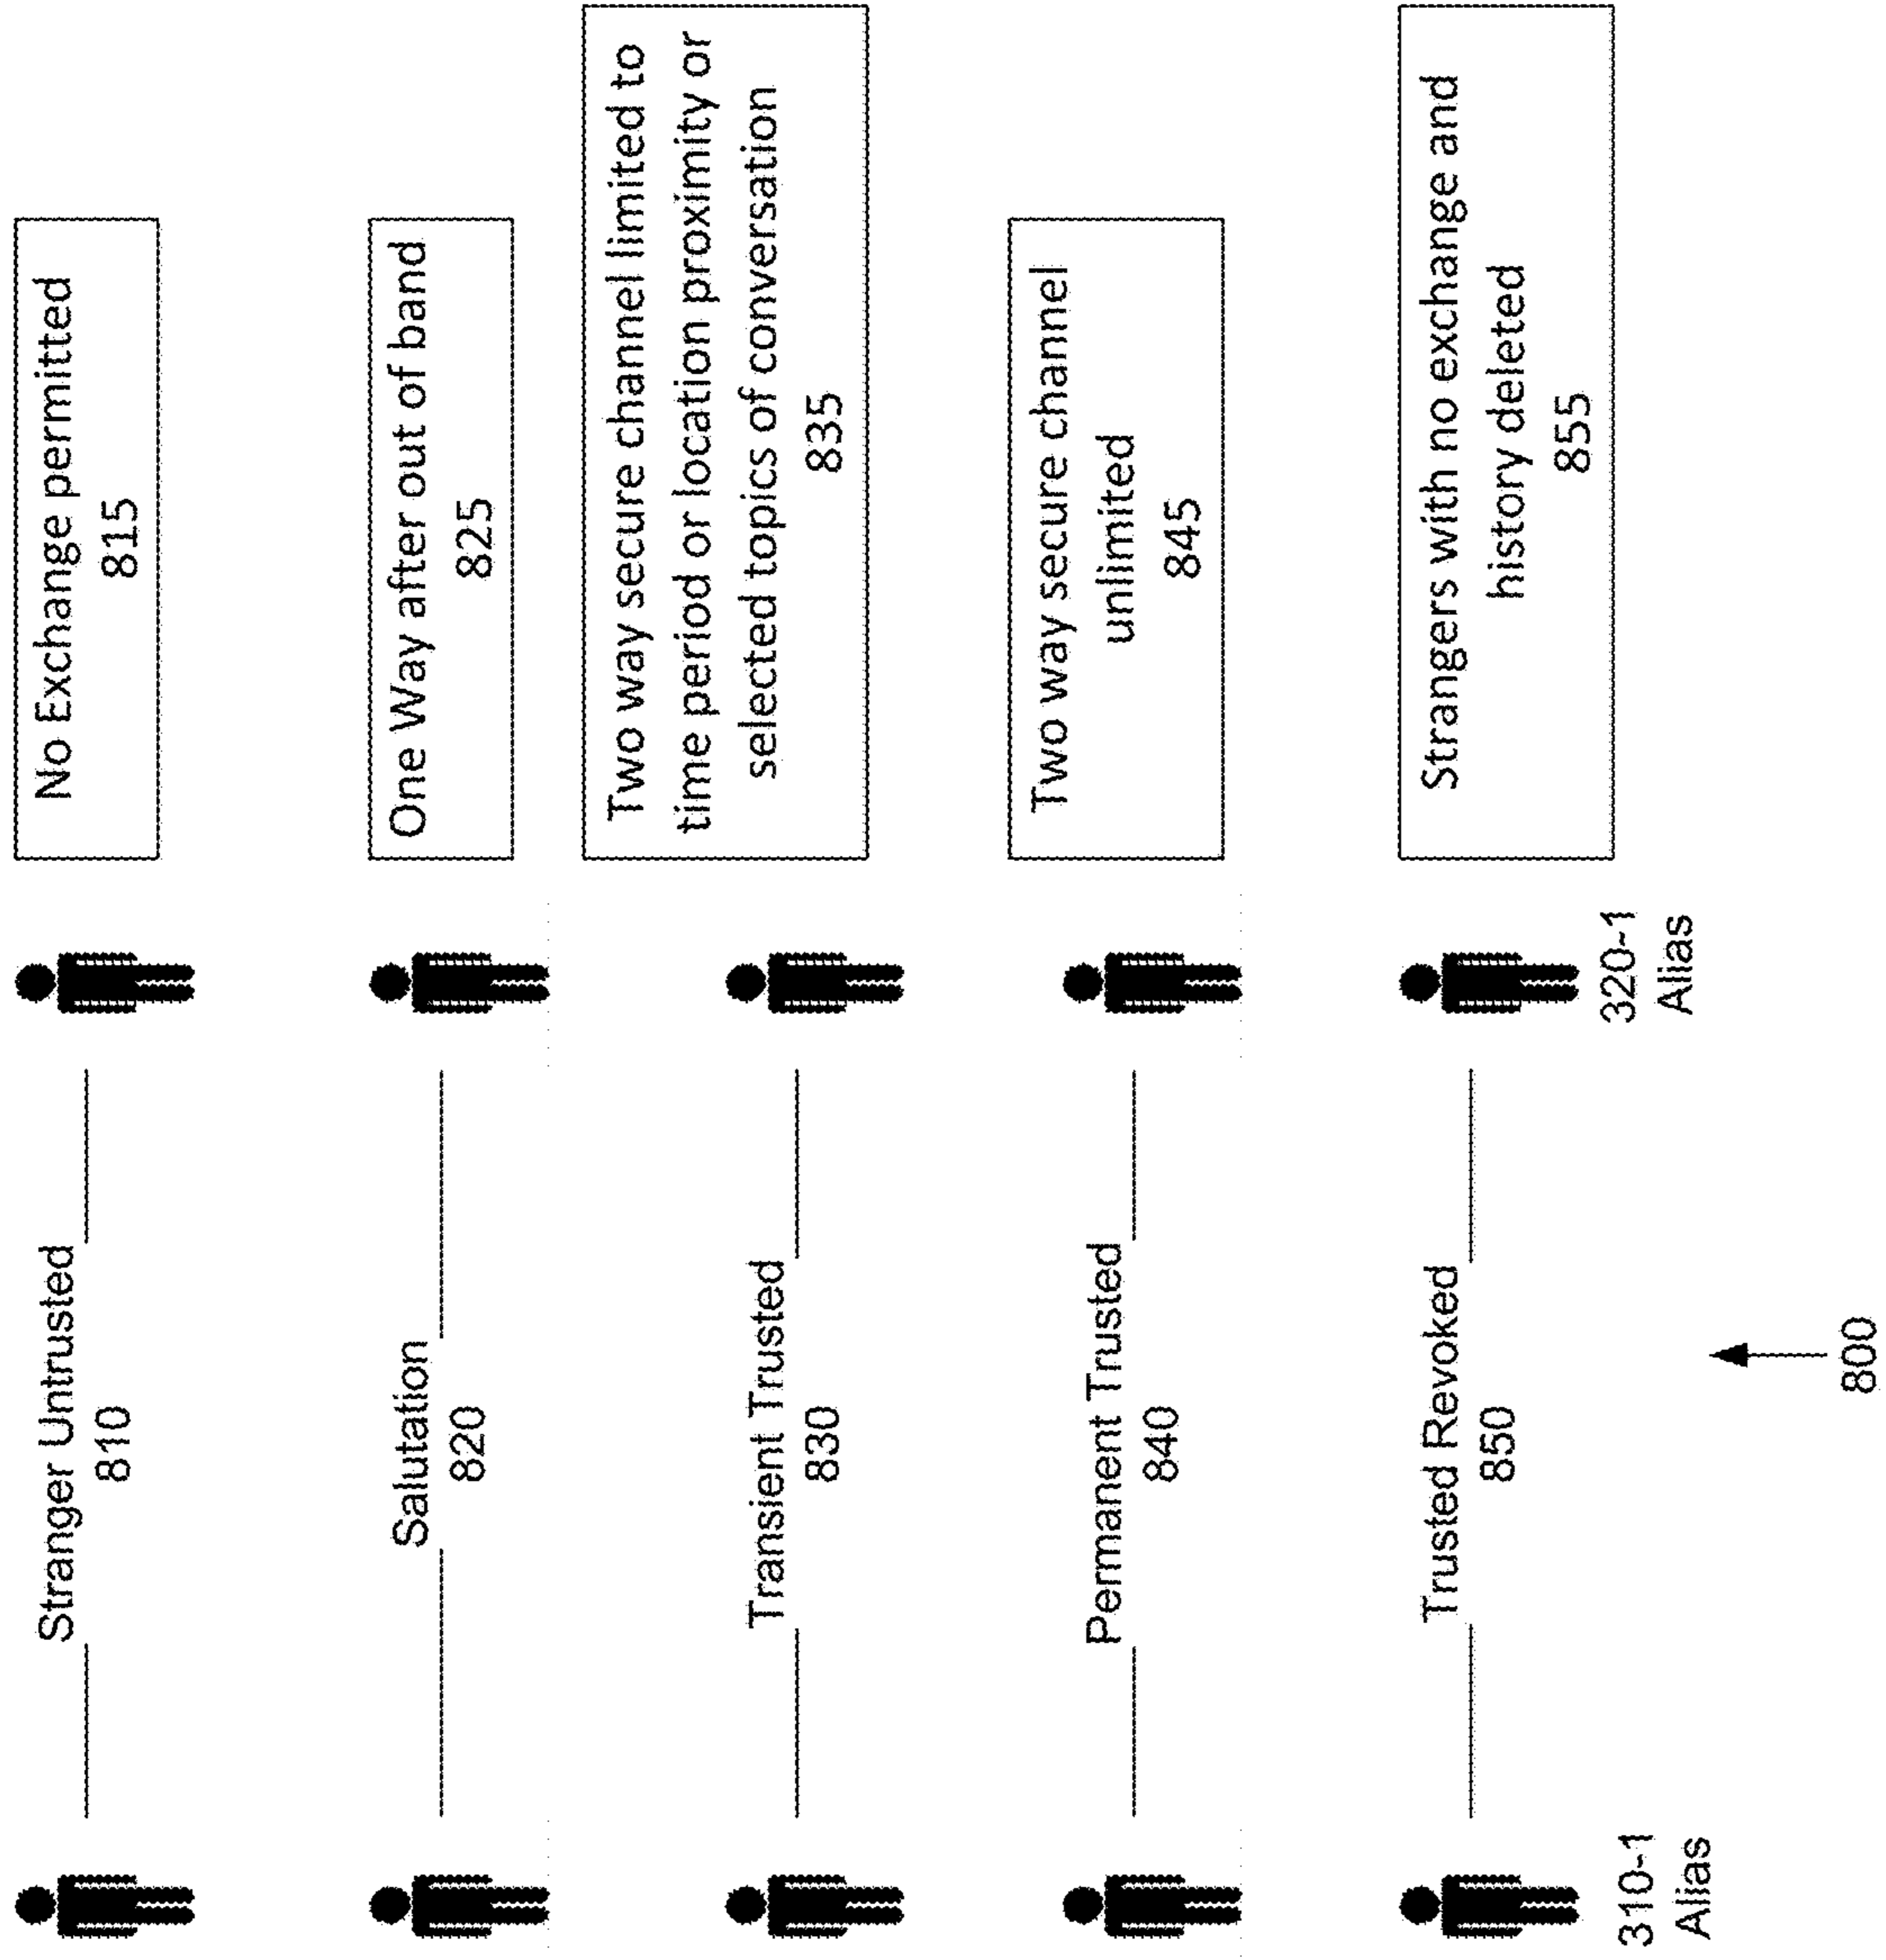 Stranger Untrusted
810
No Exchange permitted
815
Salutation
820
One Way after out of band
825
Transient Trusted
830
Two way secure channel limited to
time period or location proximity or
selected topics of conversation
835
Permanent Trusted
840
Two way secure channel
unlimited
845
Trusted Revoked
850
Strangers with no exchange and
history deleted
855
310-1
Alias
320-1
Alias
800